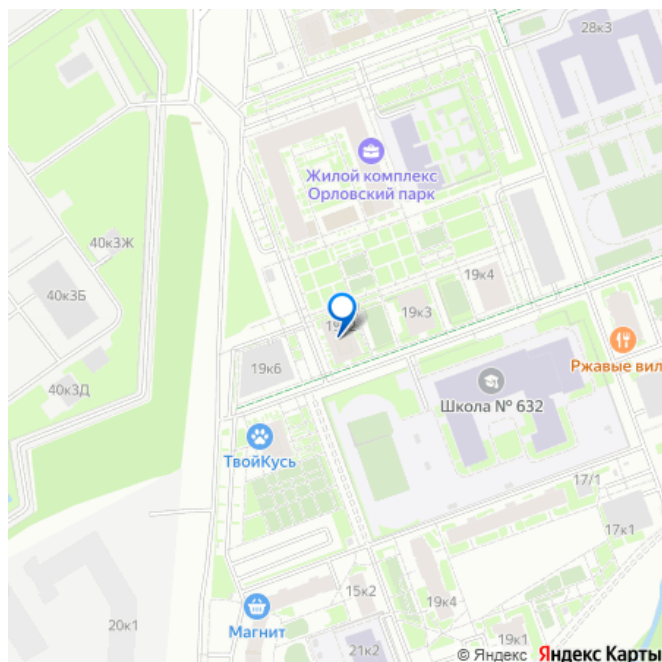 28к3
Жилой комплекс
Орловский парк
40к3Ж
19к4
40к3Б
19к3
19к6
Ржавые вил
40к3Д
Школа № 632
ТвойКусь
17/1
17к1
15к2
19к4
Магнит
20к1
21к2
19к1
© Яндекс Яндекс Карты